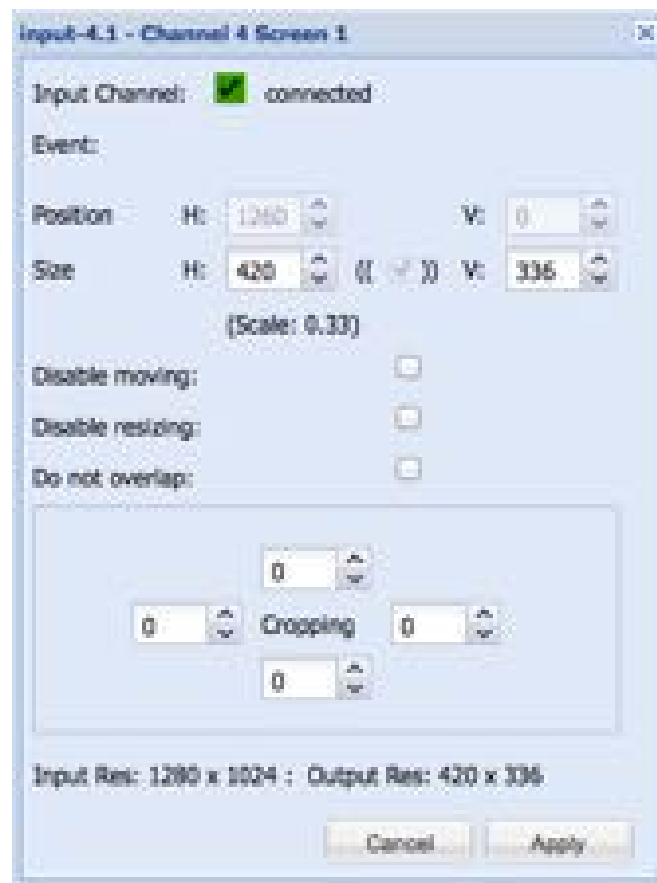 input-4.1 - Channel 4 Screen 1
Input Channel: connected
Event:
Position H: 1260 V: 0
Size H: 420 (( )) V: 336
(Scale: 0.33)
Disable moving:
Disable resizing:
Do not overlap:
0
0 Cropping 0
0
Input Res: 1280 x 1024 : Output Res: 420 x 336
Cancel Apply